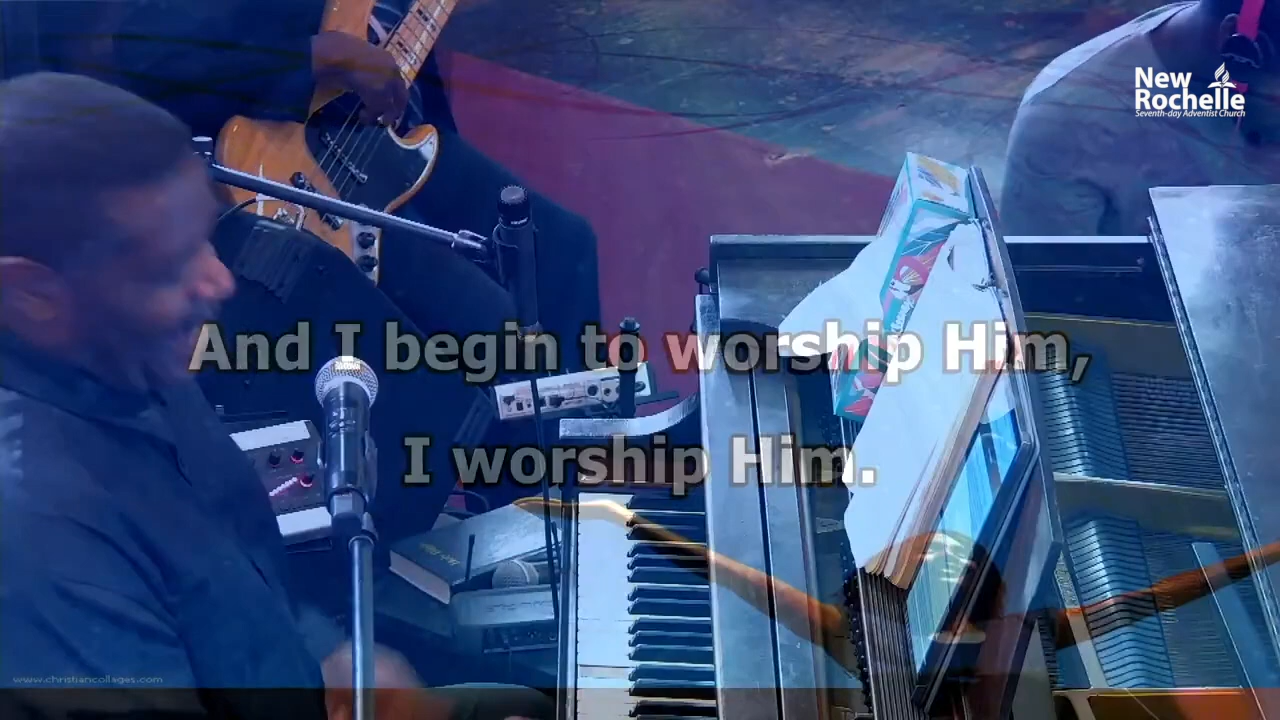 New
Rochelle
Seventh-day Adventist Church
And I begin to worship Him,
I worship Him.
www.christiancollages.com